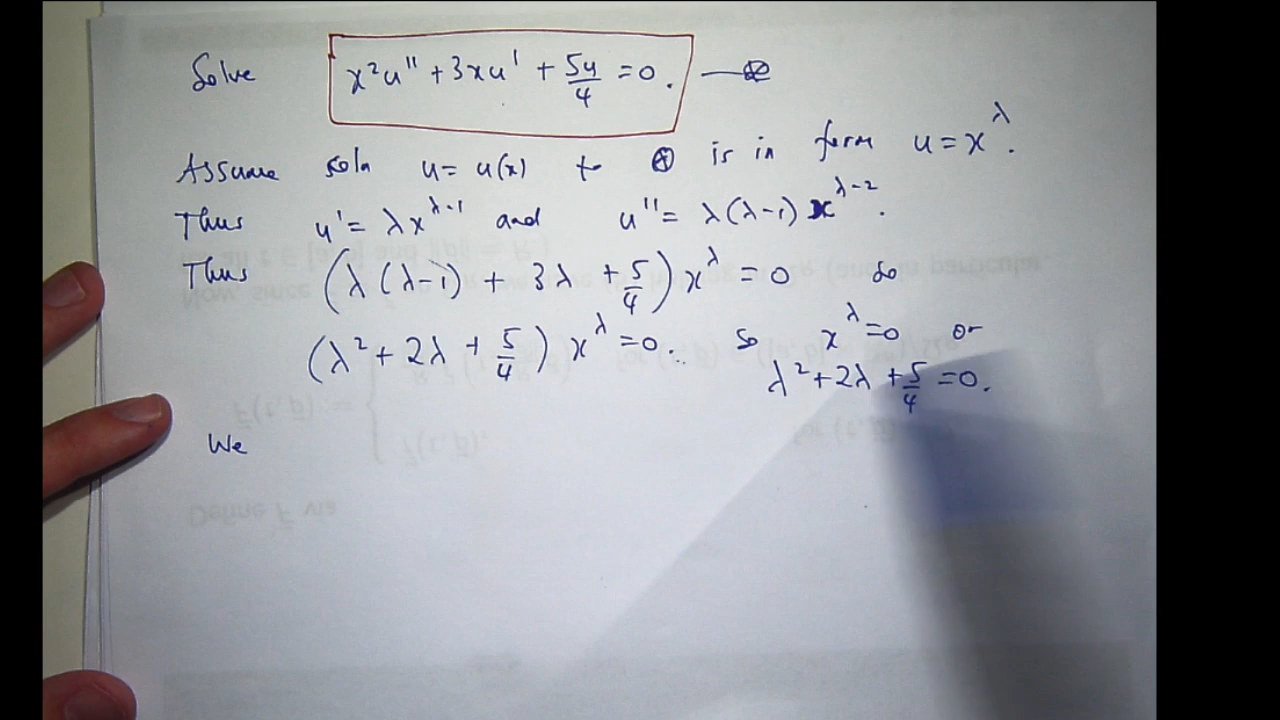 Solve x²u'' + 3xu' + 5u/4 = 0. —⊛
Assume soln u = u(x) to ⊛ is in form u = x^λ.
Thus u' = λx^(λ-1) and u'' = λ(λ-1)x^(λ-2).
Thus (λ(λ-1) + 3λ + 5/4)x^λ = 0 so
(λ² + 2λ + 5/4)x^λ = 0. So x^λ = 0 or
λ² + 2λ + 5/4 = 0.
We
Define F via